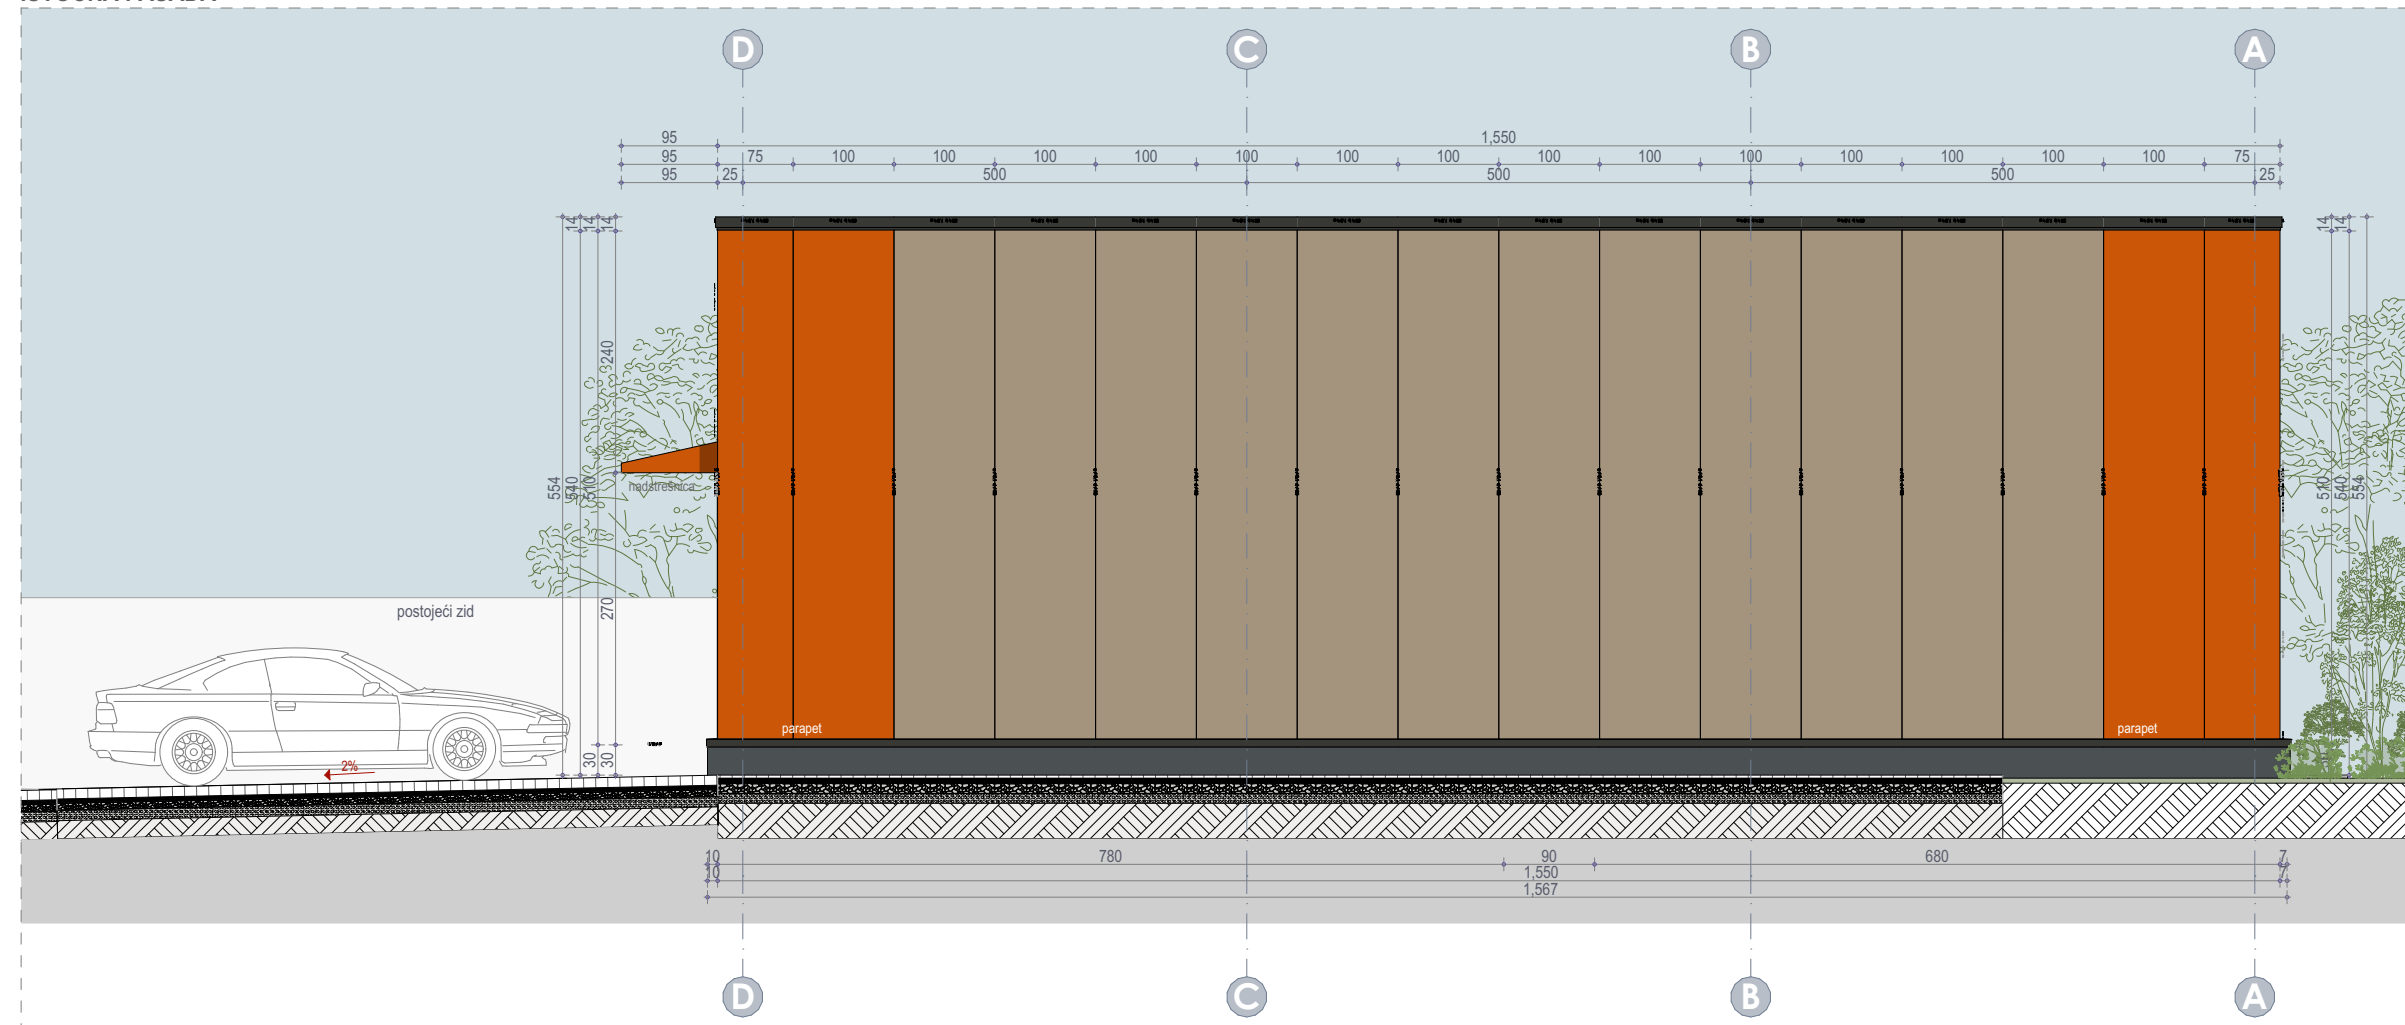 D C B A
95 1,550
95 75 100 100 100 100 100 100 100 100 100 100 100 100 100 100 75
95 25 500 500 500 25
14 14 14 14 14
240
554 540 510
nadstrešnica
510 540 554
270
postojeći zid
parapet parapet
2%
30 30
10 780 90 680 7
10 1,550 7
1,567
D C B A